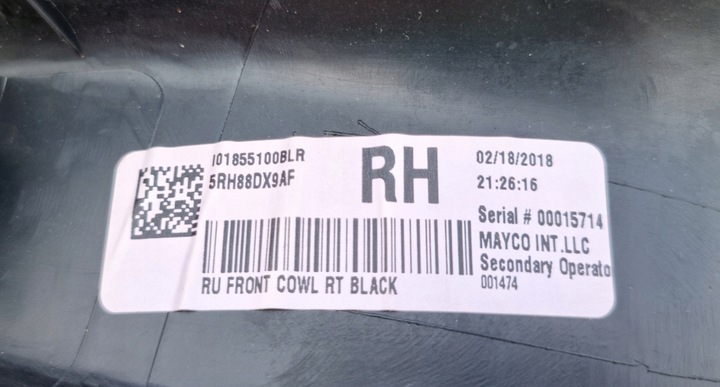 I01855100BLR
5RH88DX9AF
RH
02/18/2018
21:26:16
Serial # 00015714
MAYCO INT.LLC
Secondary Operato
001474
RU FRONT COWL RT BLACK